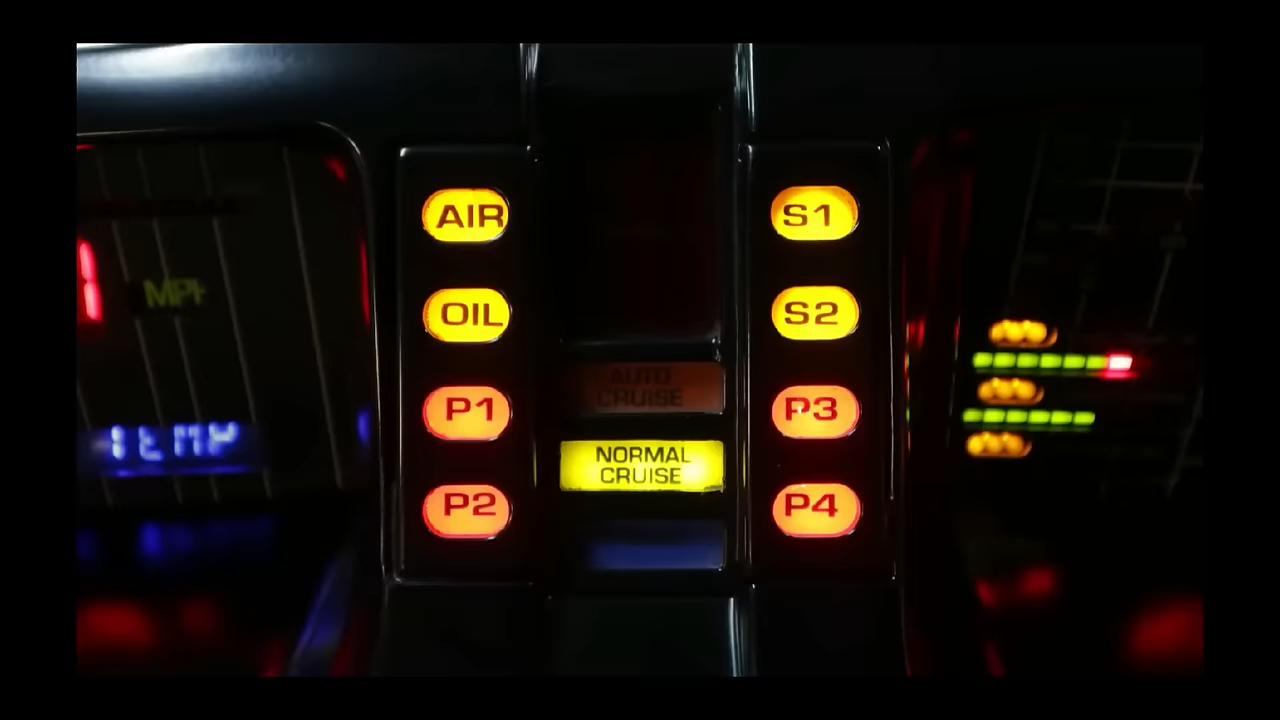 AIR
OIL
P1
P2
AUTO
CRUISE
NORMAL
CRUISE
S1
S2
P3
P4
TEMP